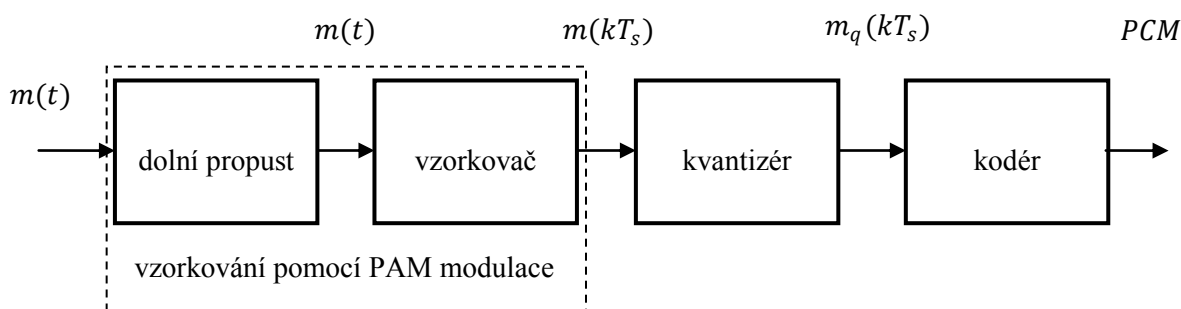 m(t) m(kT_s) m_q(kT_s) PCM
m(t)
dolní propust vzorkovač kvantizér kodér
vzorkování pomocí PAM modulace